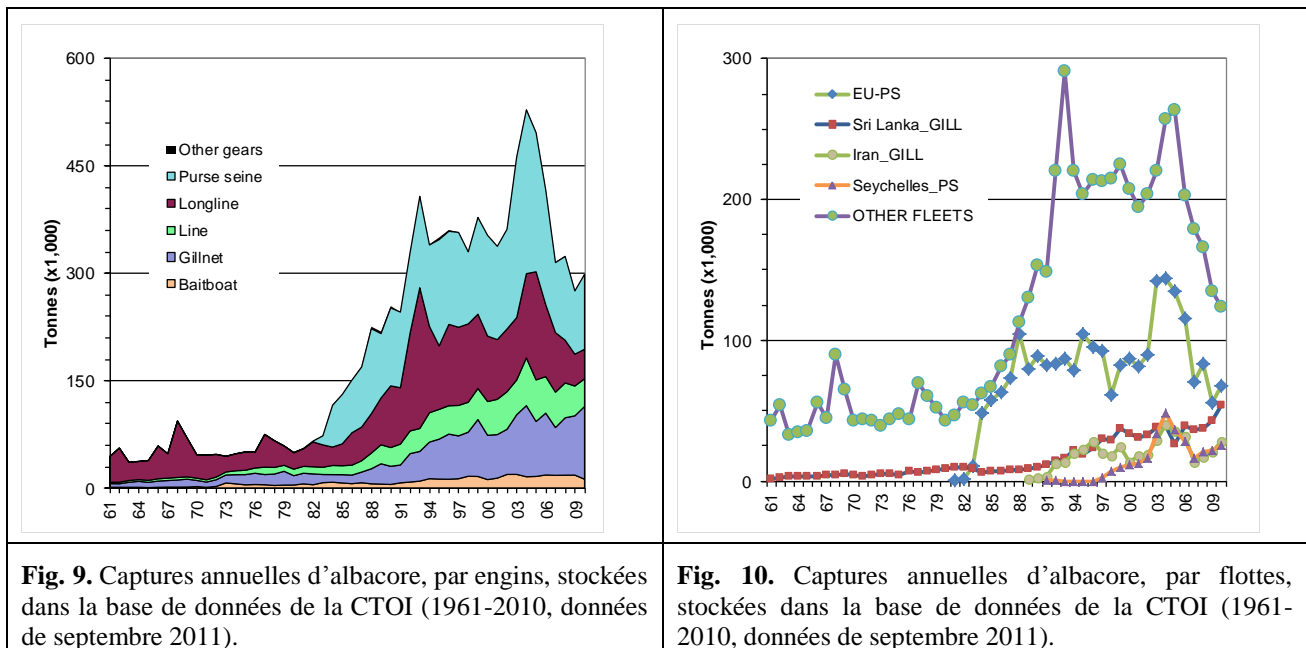 600
450
300
150
0
Tonnes (x1,000)
Other gears
Purse seine
Longline
Line
Gillnet
Baitboat
61 64 67 70 73 76 79 82 85 88 91 94 97 00 03 06 09
300
200
100
0
Tonnes (x1,000)
EU-PS
Sri Lanka_GILL
Iran_GILL
Seychelles_PS
OTHER FLEETS
61 64 67 70 73 76 79 82 85 88 91 94 97 00 03 06 09
Fig. 9. Captures annuelles d'albacore, par engins, stockées
dans la base de données de la CTOI (1961-2010, données
de septembre 2011).
Fig. 10. Captures annuelles d'albacore, par flottes,
stockées dans la base de données de la CTOI (1961-
2010, données de septembre 2011).